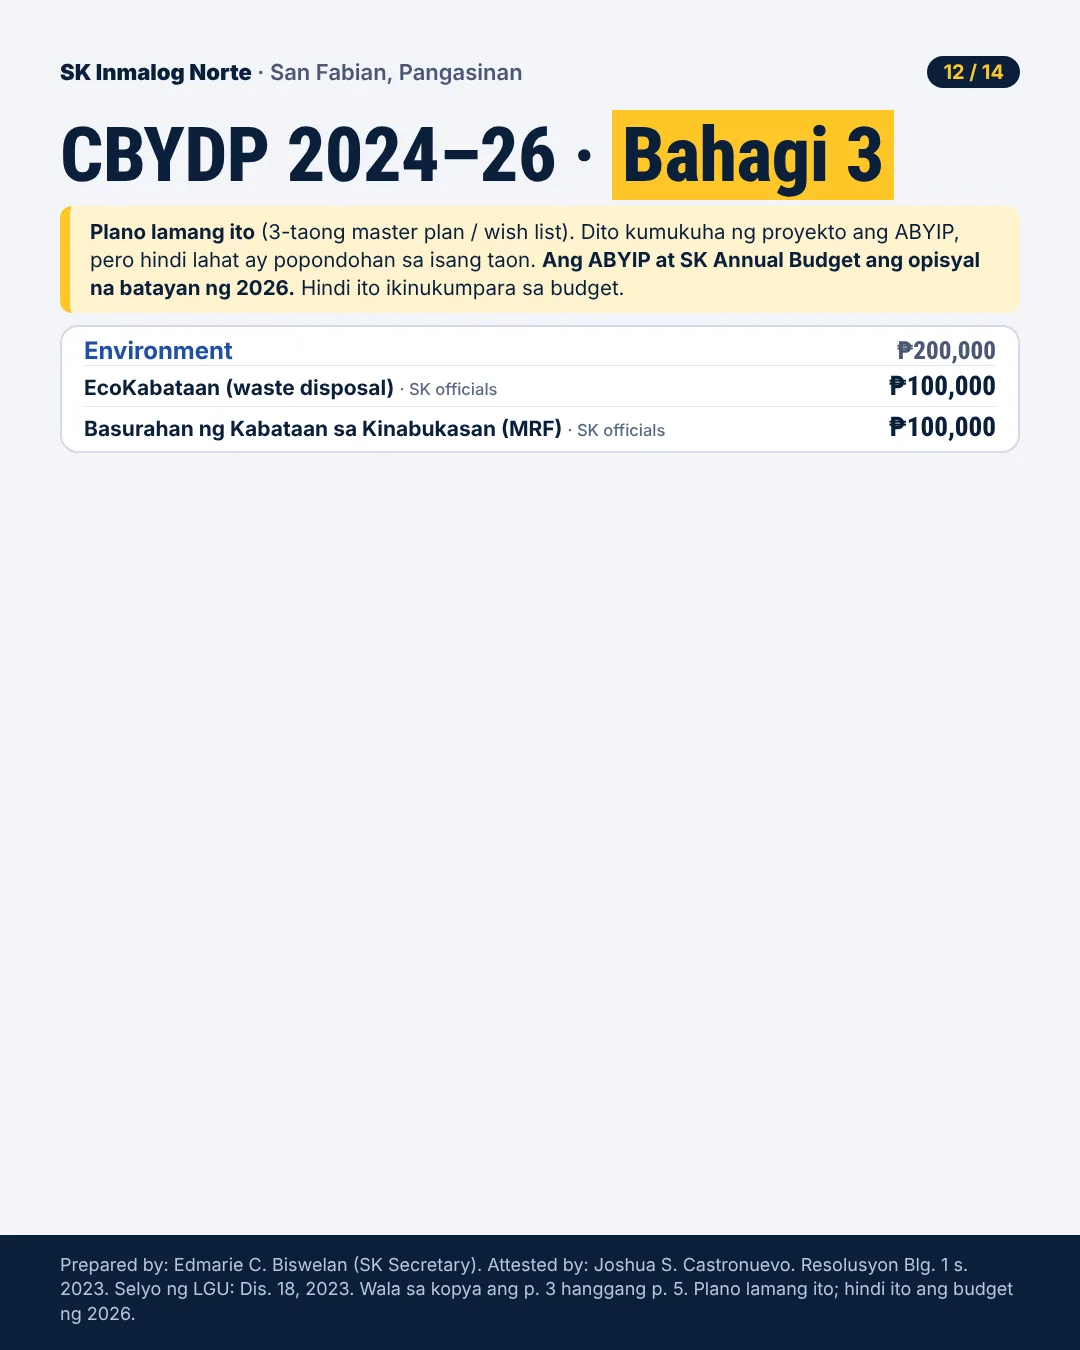 SK Inmalog Norte · San Fabian, Pangasinan
12 / 14
CBYDP 2024–26 · Bahagi 3
Plano lamang ito (3-taong master plan / wish list). Dito kumukuha ng proyekto ang ABYIP,
pero hindi lahat ay popondohan sa isang taon. Ang ABYIP at SK Annual Budget ang opisyal
na batayan ng 2026. Hindi ito ikinukumpara sa budget.
Environment ₱200,000
EcoKabataan (waste disposal) · SK officials ₱100,000
Basurahan ng Kabataan sa Kinabukasan (MRF) · SK officials ₱100,000
Prepared by: Edmarie C. Biswelan (SK Secretary). Attested by: Joshua S. Castronuevo. Resolusyon Blg. 1 s.
2023. Selyo ng LGU: Dis. 18, 2023. Wala sa kopya ang p. 3 hanggang p. 5. Plano lamang ito; hindi ito ang budget
ng 2026.